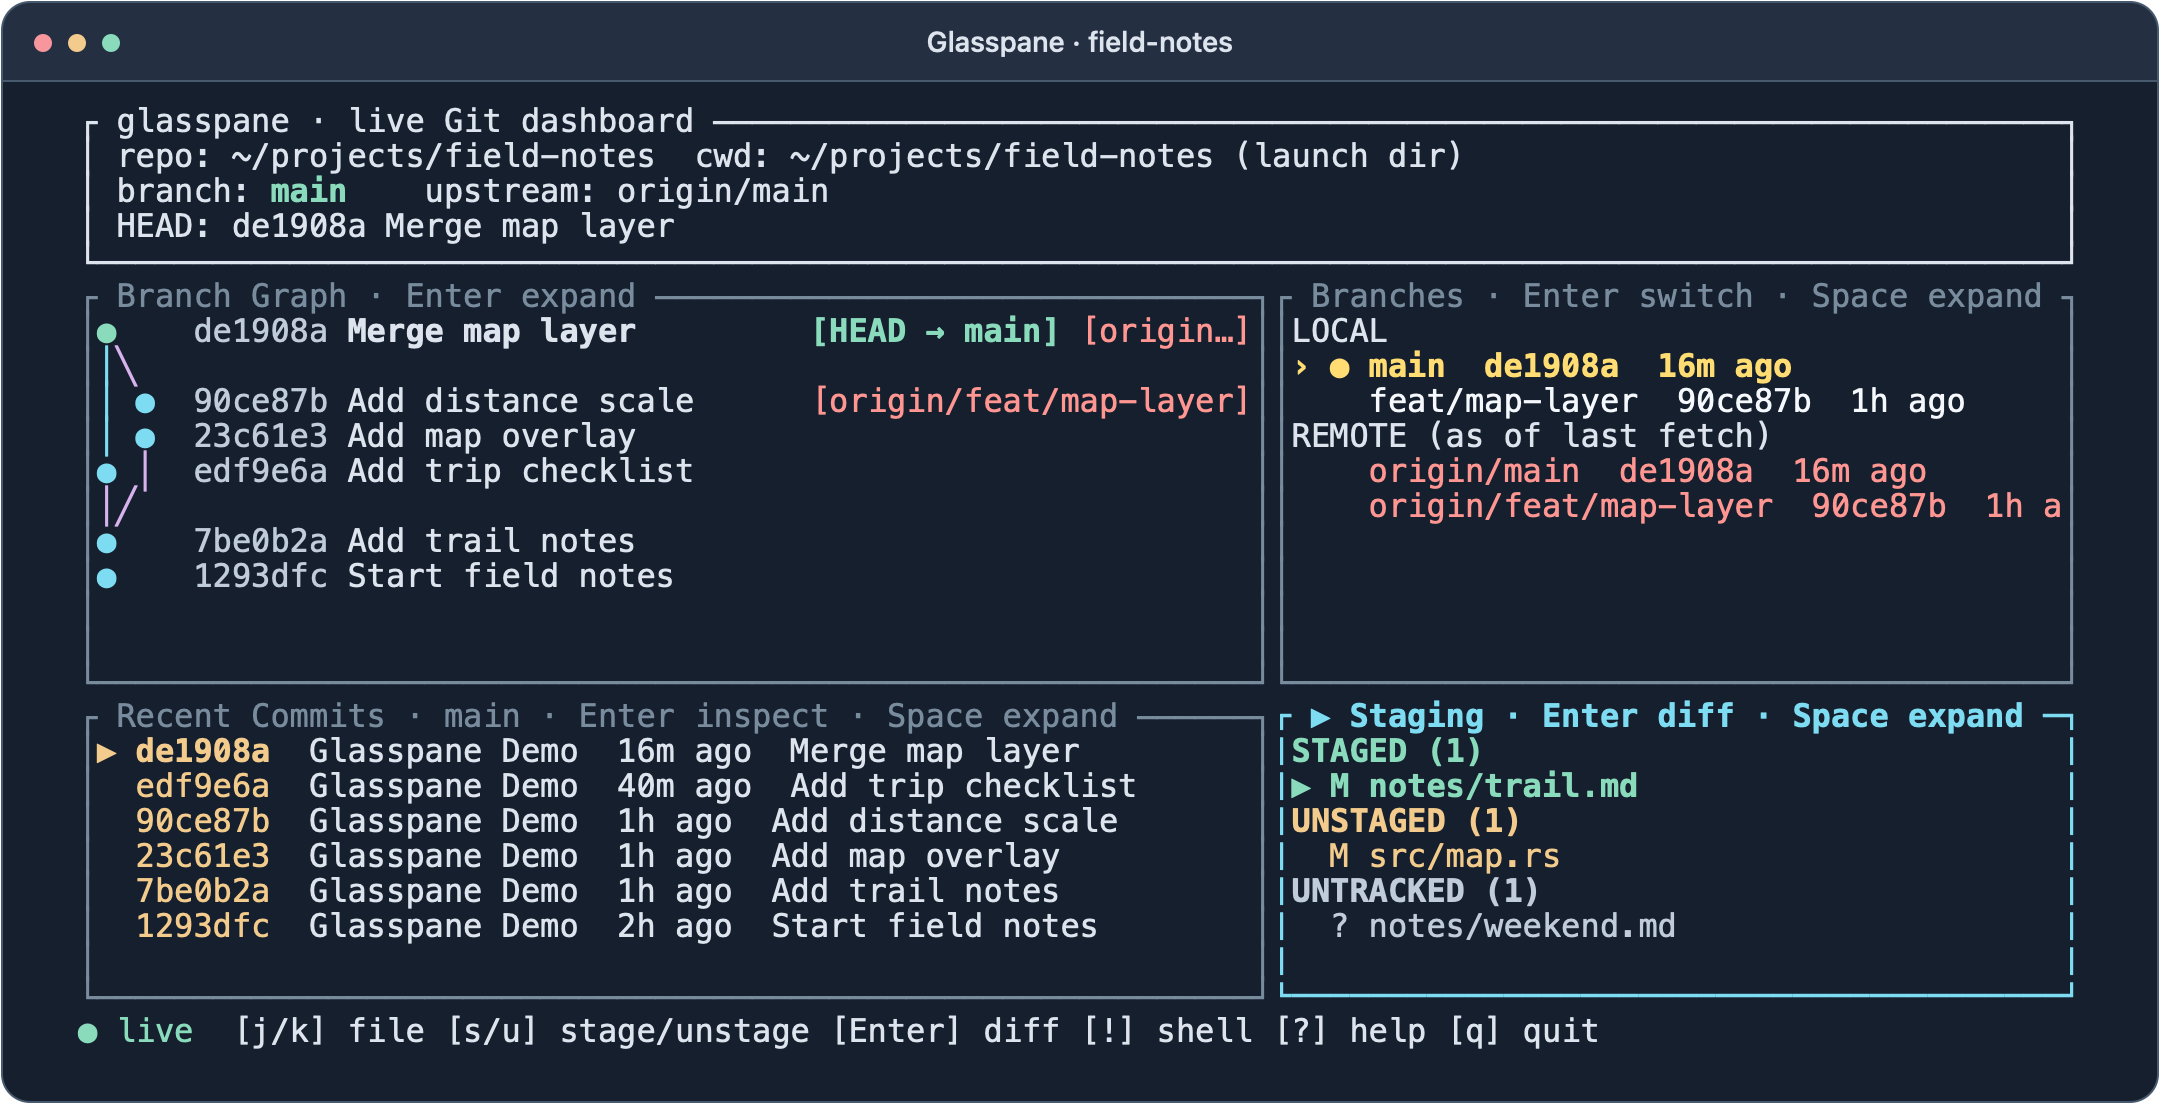 Glasspane · field-notes
glasspane · live Git dashboard
repo: ~/projects/field-notes  cwd: ~/projects/field-notes (launch dir)
branch: main    upstream: origin/main
HEAD: de1908a Merge map layer
Branch Graph · Enter expand
de1908a Merge map layer  [HEAD → main] [origin…]
90ce87b Add distance scale  [origin/feat/map-layer]
23c61e3 Add map overlay
edf9e6a Add trip checklist
7be0b2a Add trail notes
1293dfc Start field notes
Branches · Enter switch · Space expand
LOCAL
› ● main  de1908a  16m ago
feat/map-layer  90ce87b  1h ago
REMOTE (as of last fetch)
origin/main  de1908a  16m ago
origin/feat/map-layer  90ce87b  1h a
Recent Commits · main · Enter inspect · Space expand
▶ de1908a  Glasspane Demo  16m ago  Merge map layer
edf9e6a  Glasspane Demo  40m ago  Add trip checklist
90ce87b  Glasspane Demo  1h ago  Add distance scale
23c61e3  Glasspane Demo  1h ago  Add map overlay
7be0b2a  Glasspane Demo  1h ago  Add trail notes
1293dfc  Glasspane Demo  2h ago  Start field notes
▶ Staging · Enter diff · Space expand
STAGED (1)
▶ M notes/trail.md
UNSTAGED (1)
M src/map.rs
UNTRACKED (1)
? notes/weekend.md
● live  [j/k] file [s/u] stage/unstage [Enter] diff [!] shell [?] help [q] quit